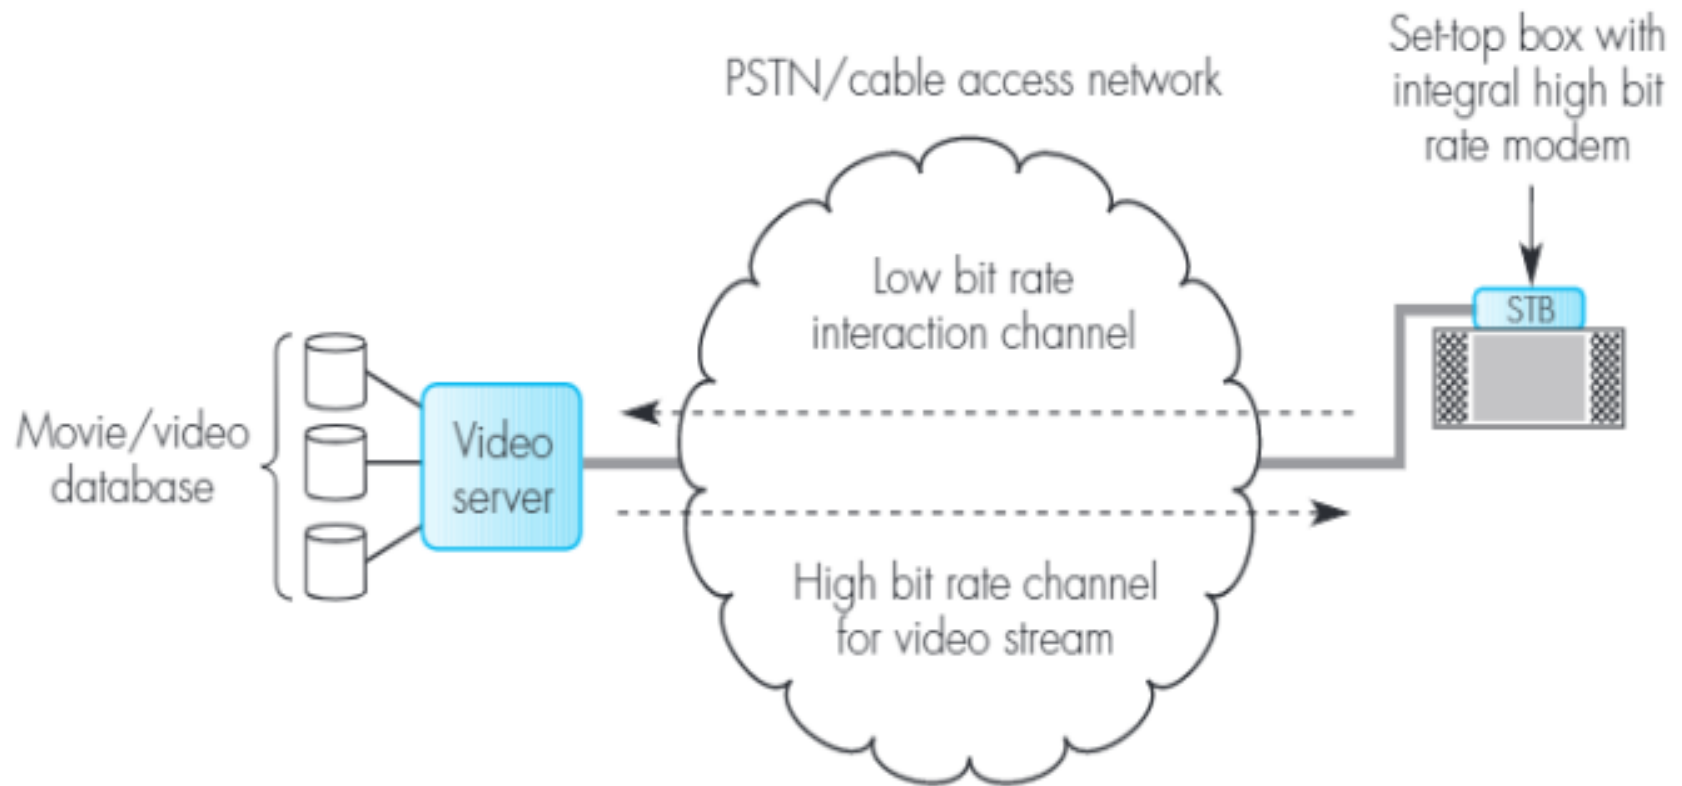 PSTN/cable access network
Set-top box with
integral high bit
rate modem
Low bit rate
interaction channel
STB
Movie/video
database
Video
server
High bit rate channel
for video stream